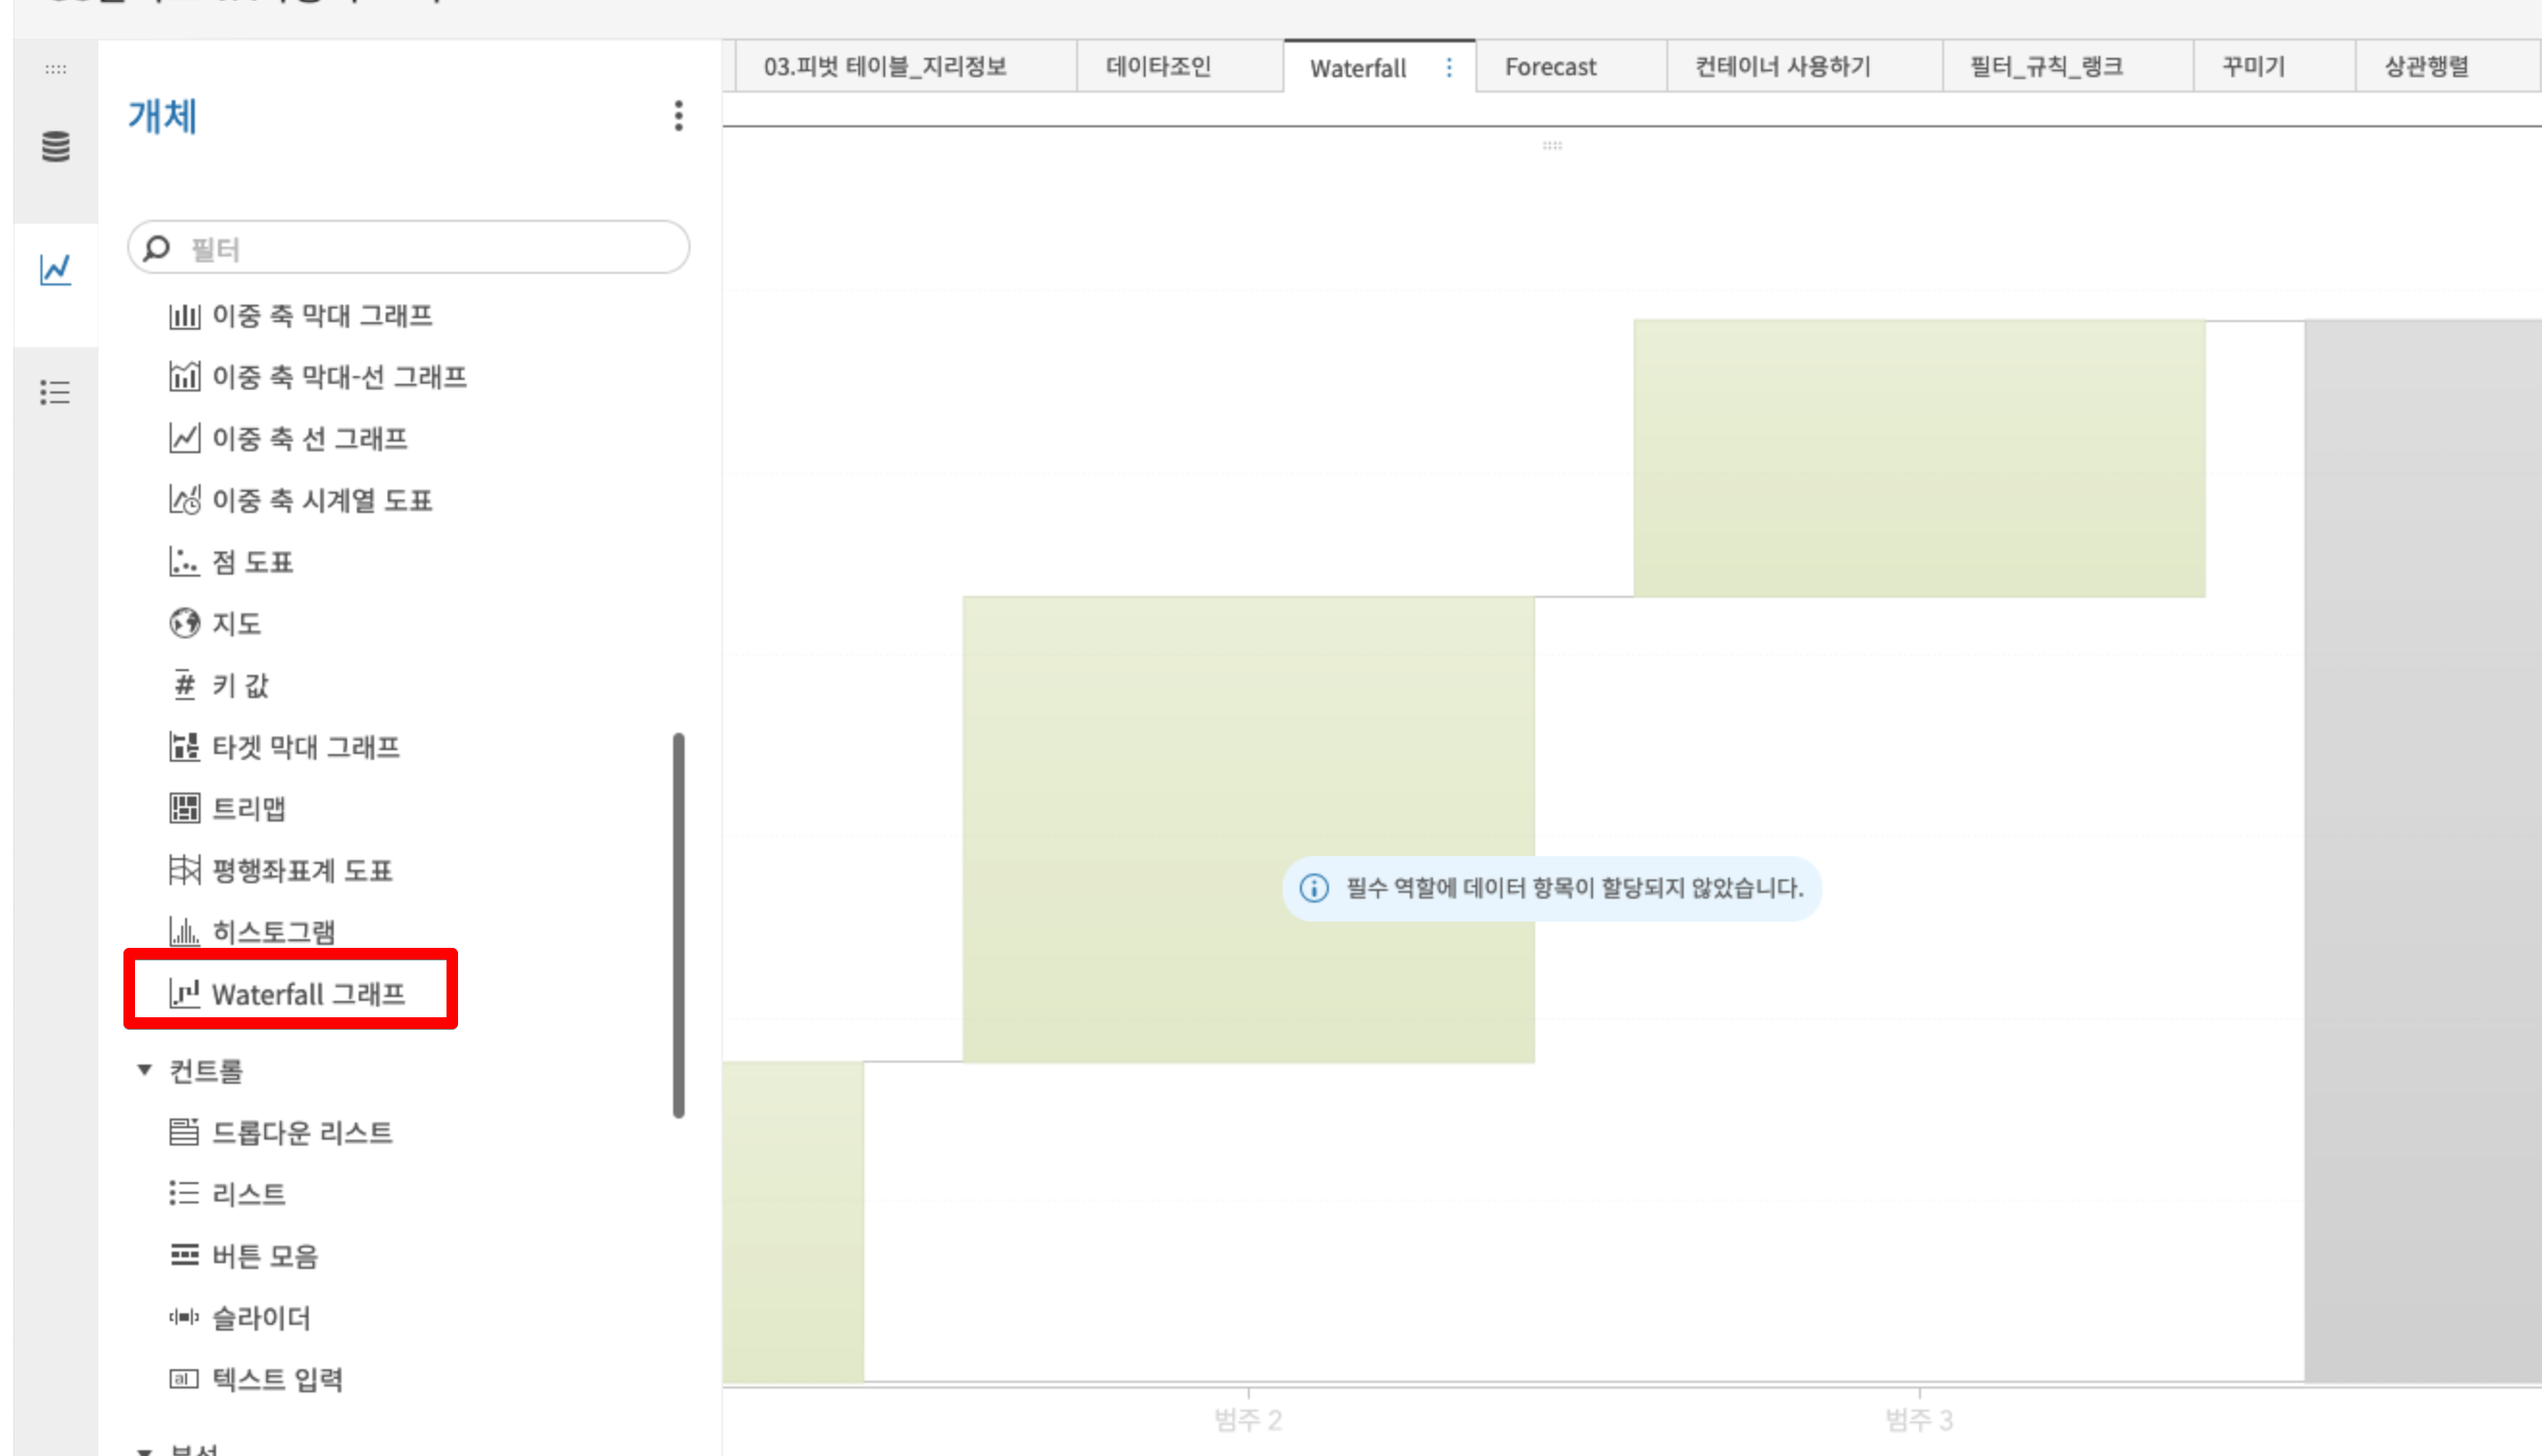 03.피벗 테이블_지리정보
데이타조인
Waterfall
Forecast
컨테이너 사용하기
필터_규칙_랭크
꾸미기
상관행렬
개체
필터
이중 축 막대 그래프
이중 축 막대-선 그래프
이중 축 선 그래프
이중 축 시계열 도표
점 도표
지도
키 값
타겟 막대 그래프
트리맵
평행좌표계 도표
히스토그램
Waterfall 그래프
컨트롤
드롭다운 리스트
리스트
버튼 모음
슬라이더
텍스트 입력
필수 역할에 데이터 항목이 할당되지 않았습니다.
범주 2
범주 3